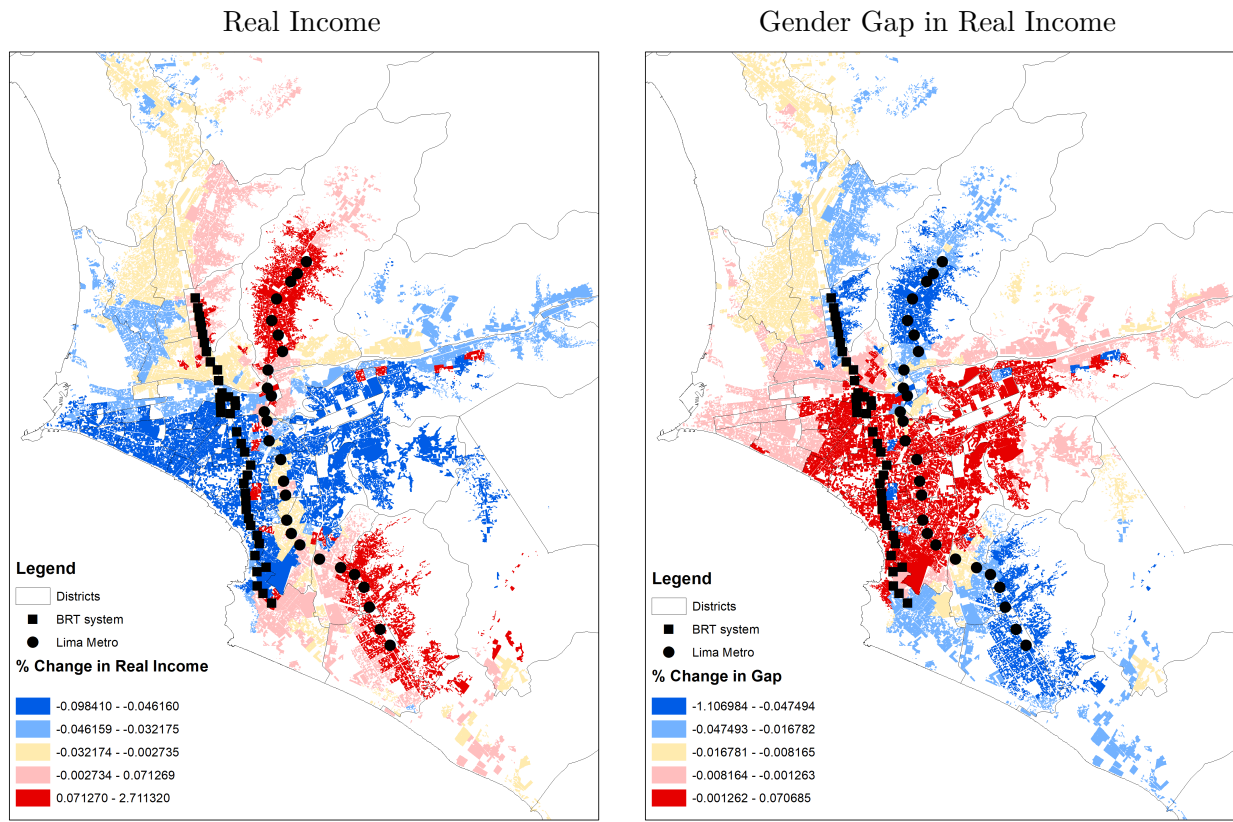 Real Income
Legend
Districts
BRT system
Lima Metro
% Change in Real Income
-0.098410 - -0.046160
-0.046159 - -0.032175
-0.032174 - -0.002735
-0.002734 - 0.071269
0.071270 - 2.711320
Gender Gap in Real Income
Legend
Districts
BRT system
Lima Metro
% Change in Gap
-1.106984 - -0.047494
-0.047493 - -0.016782
-0.016781 - -0.008165
-0.008164 - -0.001263
-0.001262 - 0.070685